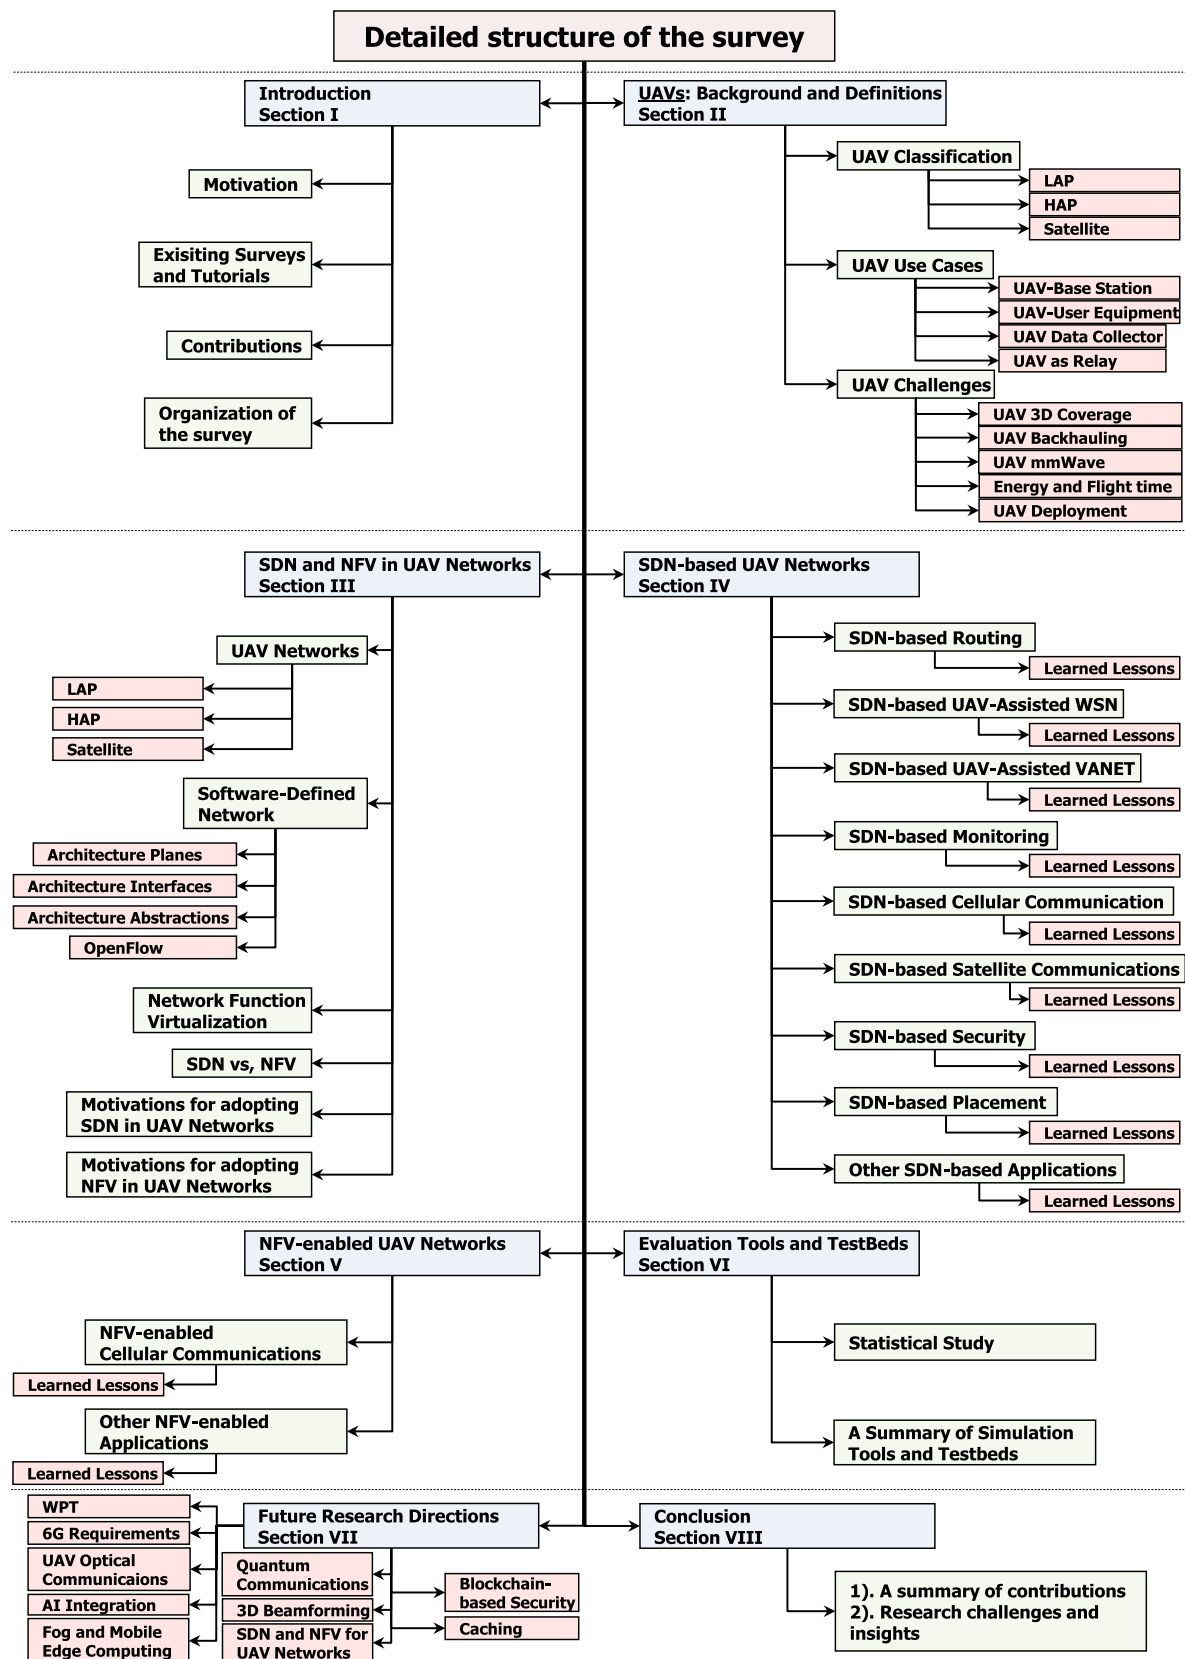 Detailed structure of the survey
Introduction
Section I
Motivation
Exisiting Surveys
and Tutorials
Contributions
Organization of
the survey
UAVs: Background and Definitions
Section II
UAV Classification
LAP
HAP
Satellite
UAV Use Cases
UAV-Base Station
UAV-User Equipment
UAV Data Collector
UAV as Relay
UAV Challenges
UAV 3D Coverage
UAV Backhauling
UAV mmWave
Energy and Flight time
UAV Deployment
SDN and NFV in UAV Networks
Section III
UAV Networks
LAP
HAP
Satellite
Software-Defined
Network
Architecture Planes
Architecture Interfaces
Architecture Abstractions
OpenFlow
Network Function
Virtualization
SDN vs, NFV
Motivations for adopting
SDN in UAV Networks
Motivations for adopting
NFV in UAV Networks
SDN-based UAV Networks
Section IV
SDN-based Routing
Learned Lessons
SDN-based UAV-Assisted WSN
Learned Lessons
SDN-based UAV-Assisted VANET
Learned Lessons
SDN-based Monitoring
Learned Lessons
SDN-based Cellular Communication
Learned Lessons
SDN-based Satellite Communications
Learned Lessons
SDN-based Security
Learned Lessons
SDN-based Placement
Learned Lessons
Other SDN-based Applications
Learned Lessons
NFV-enabled UAV Networks
Section V
NFV-enabled
Cellular Communications
Learned Lessons
Other NFV-enabled
Applications
Learned Lessons
Evaluation Tools and TestBeds
Section VI
Statistical Study
A Summary of Simulation
Tools and Testbeds
Future Research Directions
Section VII
WPT
6G Requirements
UAV Optical
Communicaions
AI Integration
Fog and Mobile
Edge Computing
Quantum
Communications
3D Beamforming
SDN and NFV for
UAV Networks
Blockchain-
based Security
Caching
Conclusion
Section VIII
1). A summary of contributions
2). Research challenges and
insights